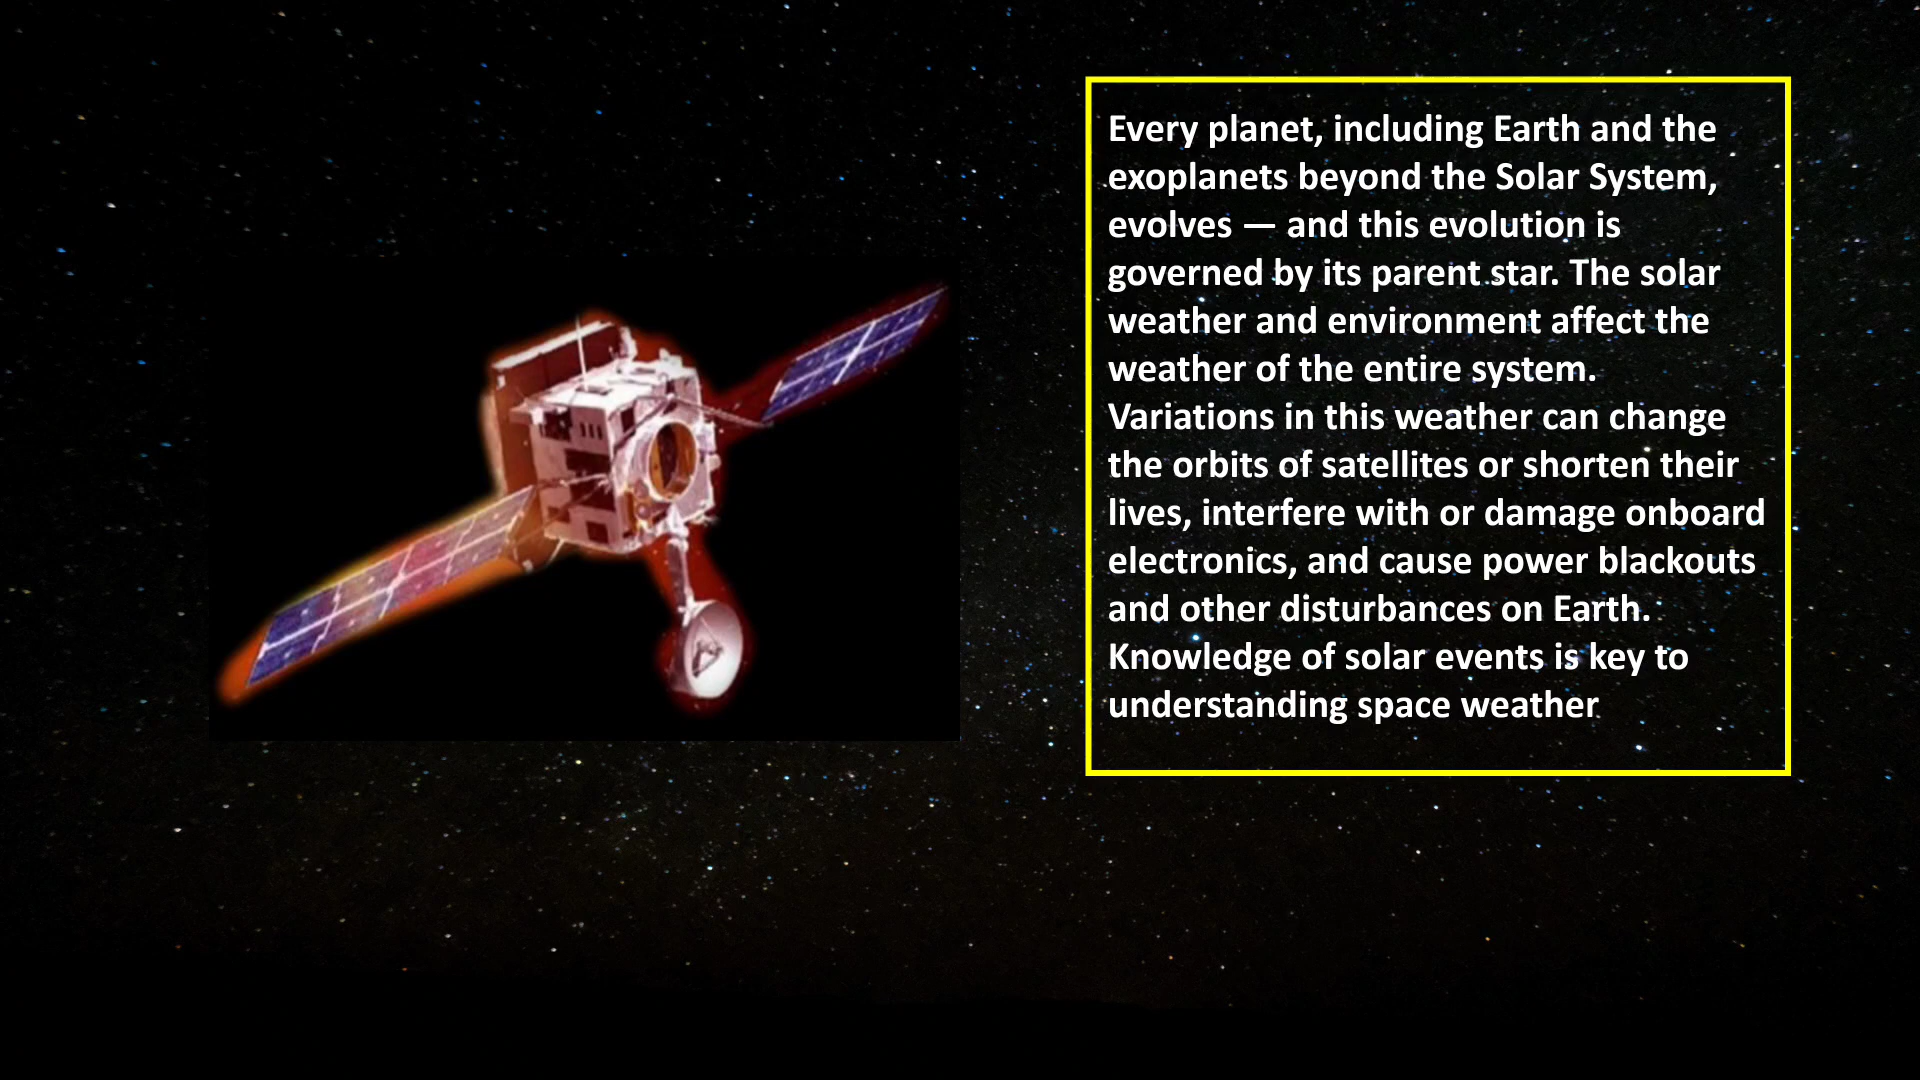 Every planet, including Earth and the
exoplanets beyond the Solar System,
evolves — and this evolution is
governed by its parent star. The solar
weather and environment affect the
weather of the entire system.
Variations in this weather can change
the orbits of satellites or shorten their
lives, interfere with or damage onboard
electronics, and cause power blackouts
and other disturbances on Earth.
Knowledge of solar events is key to
understanding space weather